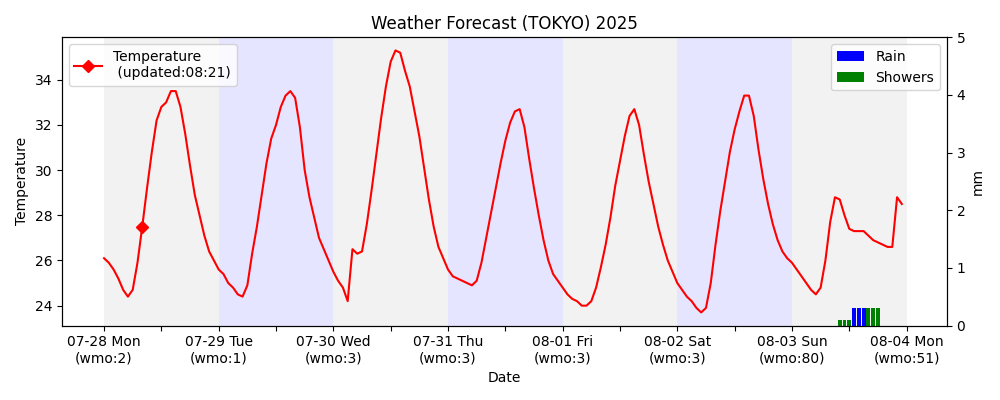 Weather Forecast (TOKYO) 2025
Temperature
(updated:08:21)
Rain
Showers
Temperature
34
32
30
28
26
24
5
4
3
2
1
0
mm
07-28 Mon
(wmo:2)
07-29 Tue
(wmo:1)
07-30 Wed
(wmo:3)
07-31 Thu
(wmo:3)
08-01 Fri
(wmo:3)
08-02 Sat
(wmo:3)
08-03 Sun
(wmo:80)
08-04 Mon
(wmo:51)
Date